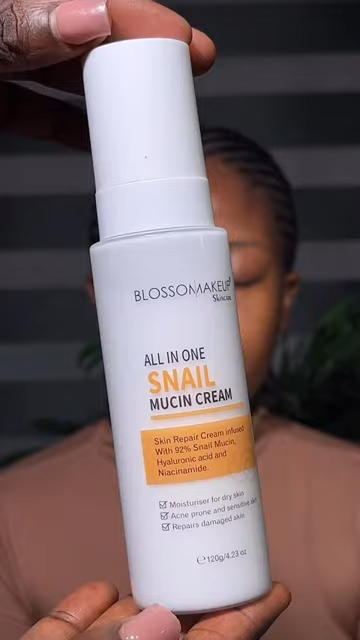 BLOSSOMAKEUP
Skincare
ALL IN ONE
SNAIL
MUCIN CREAM
Skin Repair Cream infused
With 92% Snail Mucin,
Hyaluronic acid and
Niacinamide.
☑ Moisturiser for dry skin
☑ Acne prone and sensitive skin
☑ Repairs damaged skin
℮120g/4.23 oz